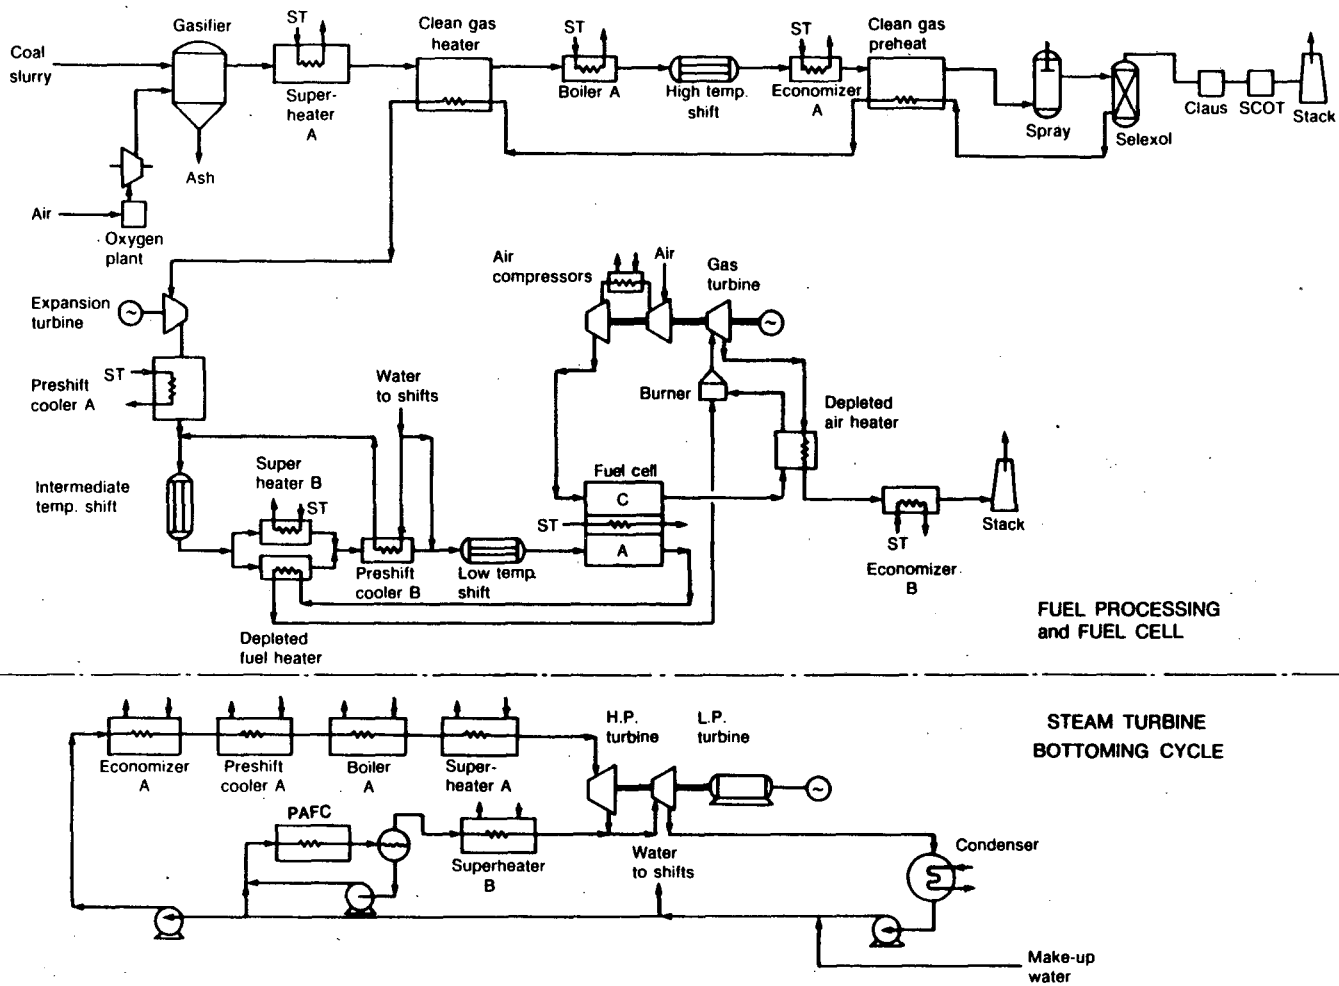 Coal
slurry
Gasifier
ST
Super-
heater
A
Clean gas
heater
ST
Boiler A
High temp.
shift
ST
Economizer
A
Clean gas
preheat
Spray
Selexol
Claus
SCOT
Stack
Ash
Air
Oxygen
plant
Expansion
turbine
~
Preshift
cooler A
ST
Air
compressors
Air
Gas
turbine
~
Water
to shifts
Burner
Depleted
air heater
Intermediate
temp. shift
Super
heater B
ST
Fuel cell
C
ST
A
Preshift
cooler B
Low temp.
shift
ST
Economizer
B
Stack
Depleted
fuel heater
FUEL PROCESSING
and FUEL CELL
STEAM TURBINE
BOTTOMING CYCLE
Economizer
A
Preshift
cooler A
Boiler
A
Super-
heater A
H.P.
turbine
L.P.
turbine
~
PAFC
Superheater
B
Water
to shifts
Condenser
Make-up
water